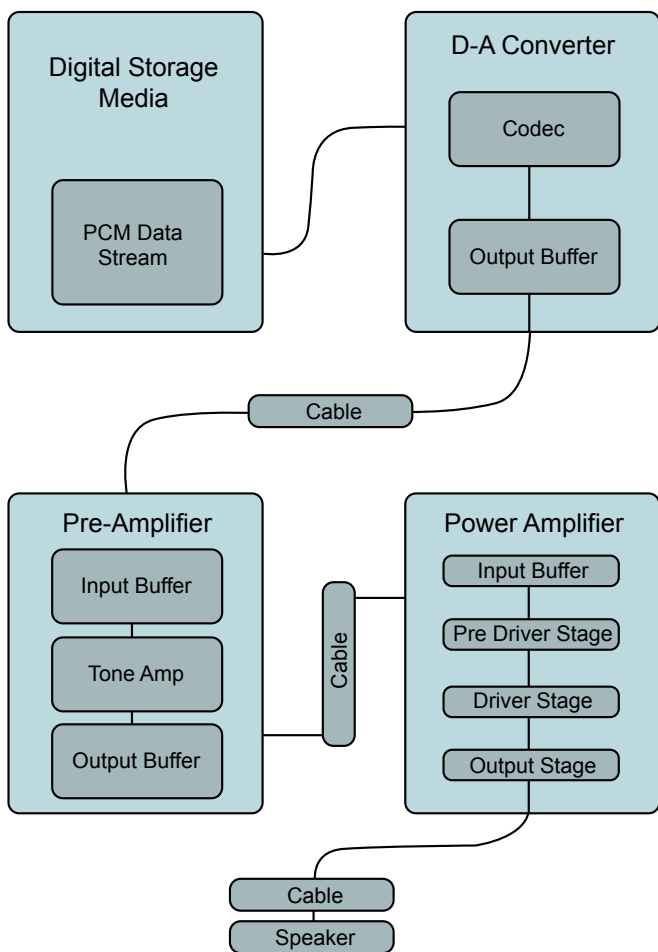 Digital Storage
Media
PCM Data
Stream
D-A Converter
Codec
Output Buffer
Cable
Pre-Amplifier
Input Buffer
Tone Amp
Output Buffer
Cable
Power Amplifier
Input Buffer
Pre Driver Stage
Driver Stage
Output Stage
Cable
Speaker